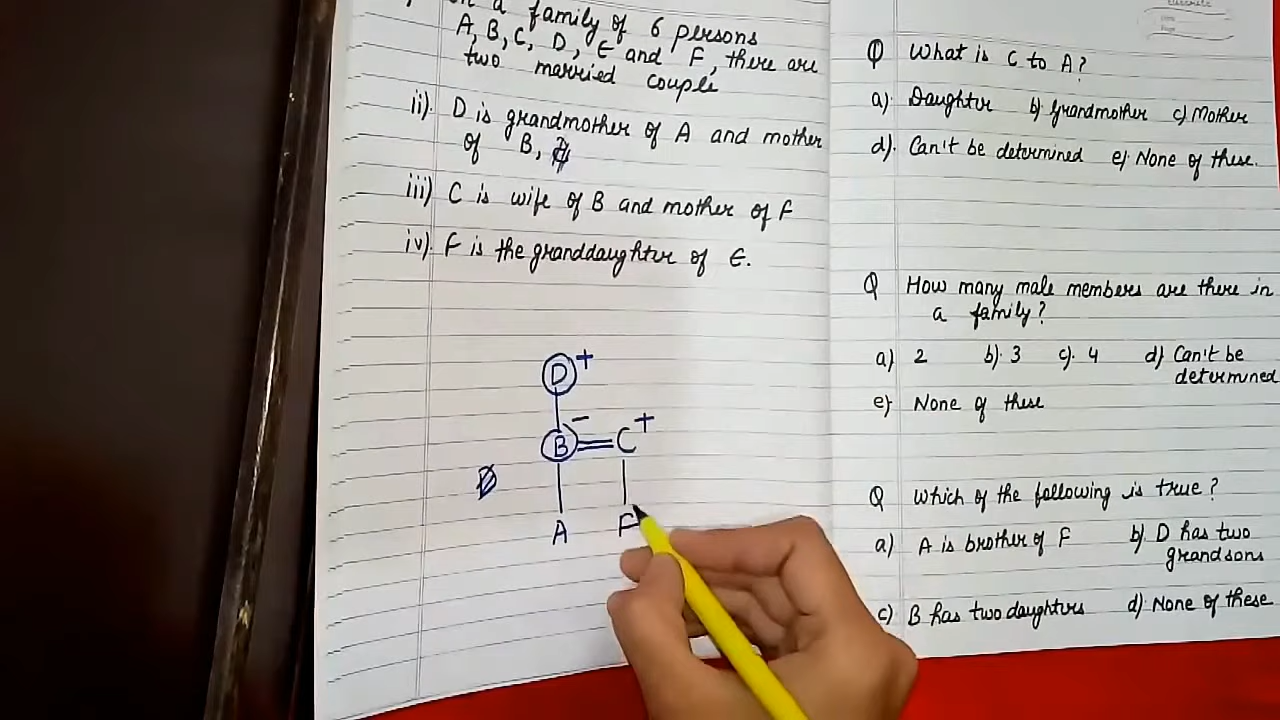 a family of 6 persons
A, B, C, D, E and F, there are
two married couple
ii). D is grandmother of A and mother
of B,
iii) C is wife of B and mother of F
iv). F is the granddaughter of E.
D +
B - = C +
A F
Q What is C to A?
a). Daughter b) Grandmother c) Mother
d). Can't be determined e) None of these.
Q How many male members are there in
a family?
a) 2 b). 3 c). 4 d) Can't be
determined
e) None of these
Q Which of the following is true?
a) A is brother of F b) D has two
grandsons
c) B has two daughters d) None of these